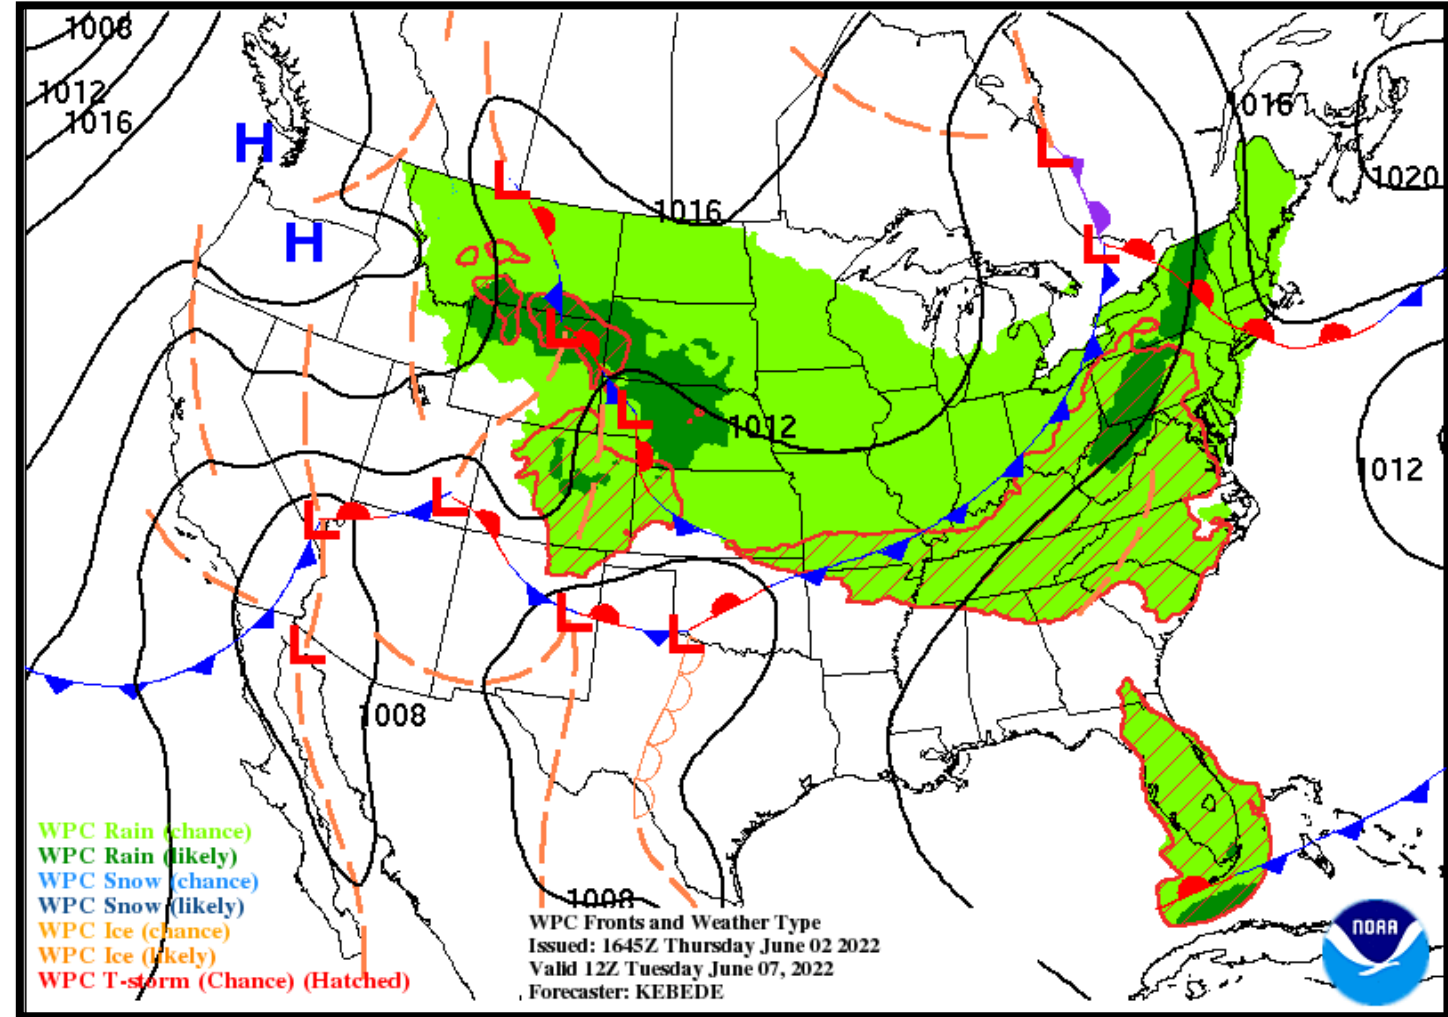 1008
1012
1016
1016
H
1020
L
L
1016
H
L
L
1012
L
1012
L
L
L
L
L
1008
WPC Rain (chance)
WPC Rain (likely)
WPC Snow (chance)
WPC Snow (likely)
WPC Ice (chance)
WPC Ice (likely)
WPC T-storm (Chance) (Hatched)
1008
WPC Fronts and Weather Type
Issued: 1645Z Thursday June 02 2022
Valid 12Z Tuesday June 07, 2022
Forecaster: KEBEDE
NOAA